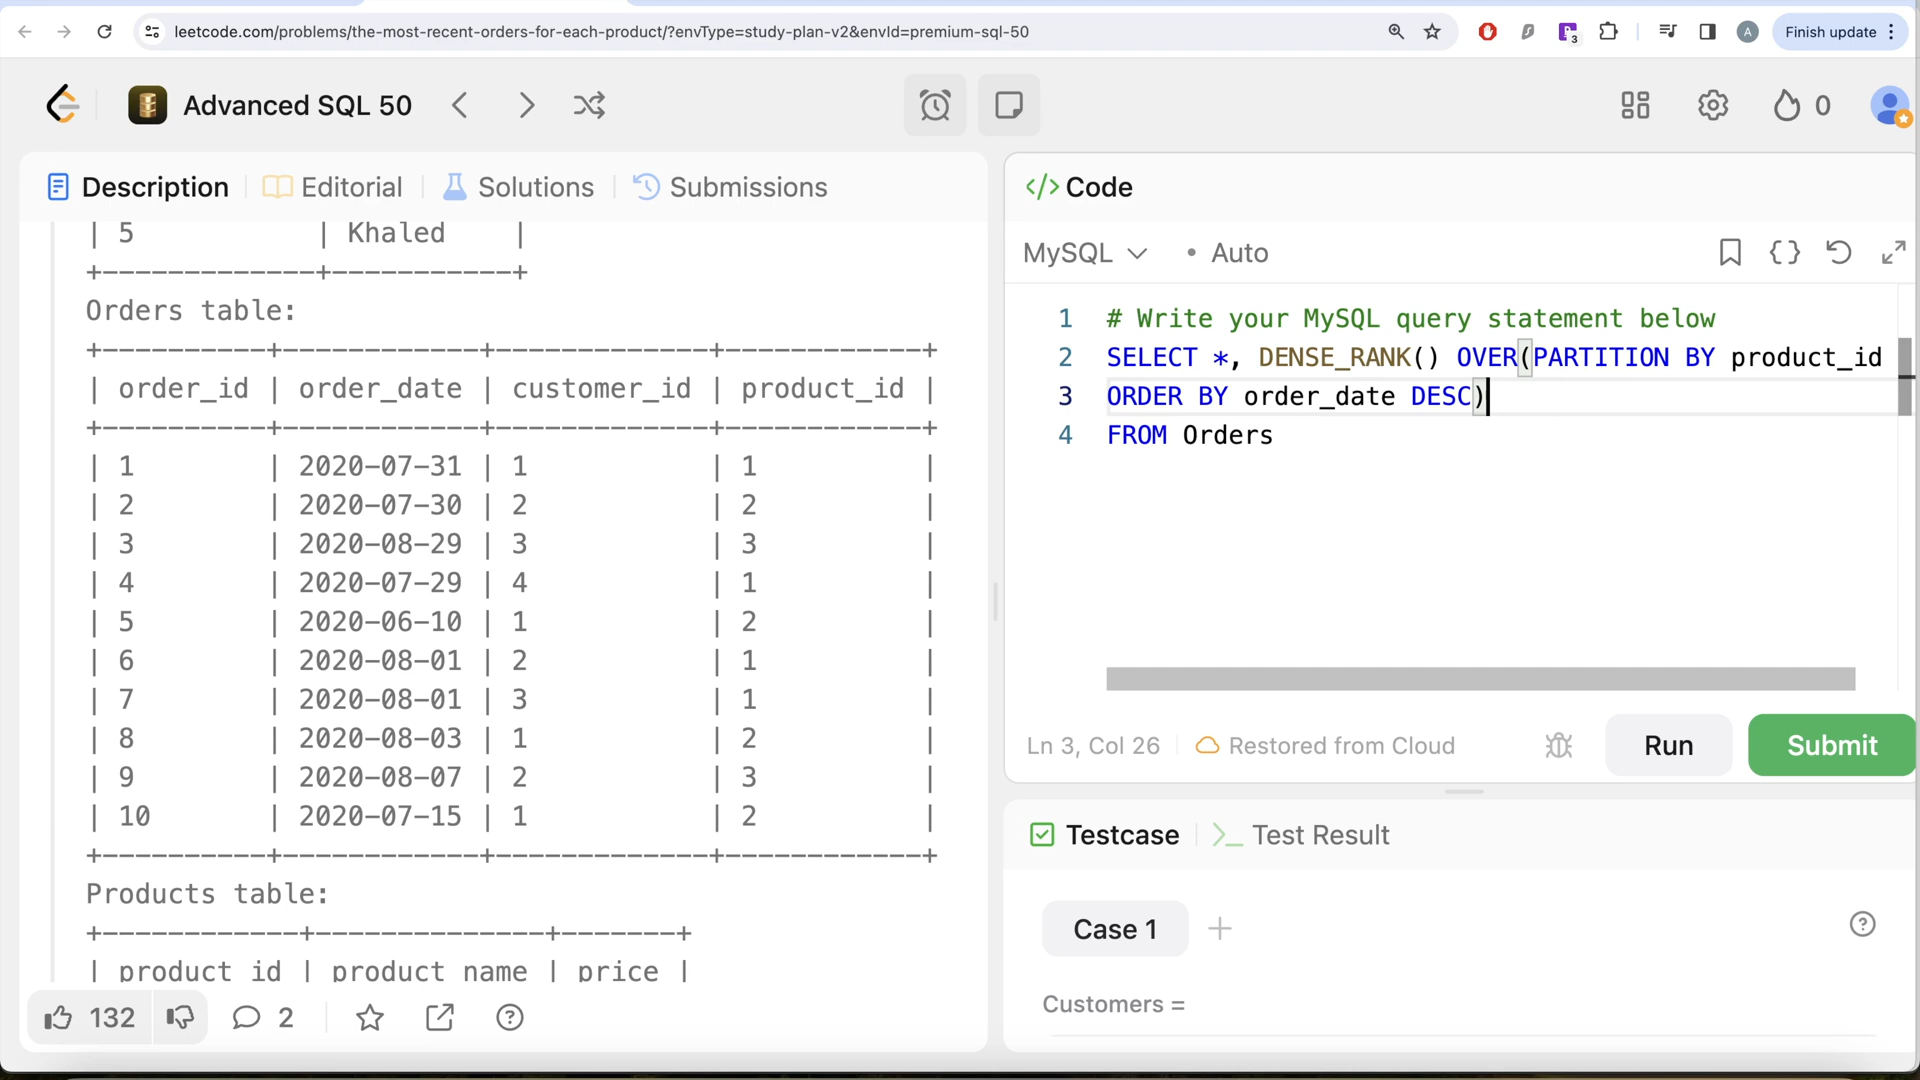 leetcode.com/problems/the-most-recent-orders-for-each-product/?envType=study-plan-v2&envId=premium-sql-50
3
A
Finish update
Advanced SQL 50
0
Description
Editorial
Solutions
Submissions
| 5 | Khaled |
+-------------+-----------+
Orders table:
+-----------+------------+-------------+------------+
| order_id | order_date | customer_id | product_id |
+-----------+------------+-------------+------------+
| 1 | 2020-07-31 | 1 | 1 |
| 2 | 2020-07-30 | 2 | 2 |
| 3 | 2020-08-29 | 3 | 3 |
| 4 | 2020-07-29 | 4 | 1 |
| 5 | 2020-06-10 | 1 | 2 |
| 6 | 2020-08-01 | 2 | 1 |
| 7 | 2020-08-01 | 3 | 1 |
| 8 | 2020-08-03 | 1 | 2 |
| 9 | 2020-08-07 | 2 | 3 |
| 10 | 2020-07-15 | 1 | 2 |
+-----------+------------+-------------+------------+
Products table:
+------------+--------------+-------+
| product_id | product_name | price |
132
2
</> Code
MySQL
• Auto
1 # Write your MySQL query statement below
2 SELECT *, DENSE_RANK() OVER(PARTITION BY product_id
3 ORDER BY order_date DESC)
4 FROM Orders
Ln 3, Col 26
Restored from Cloud
Run
Submit
Testcase
>_ Test Result
Case 1
+
Customers =